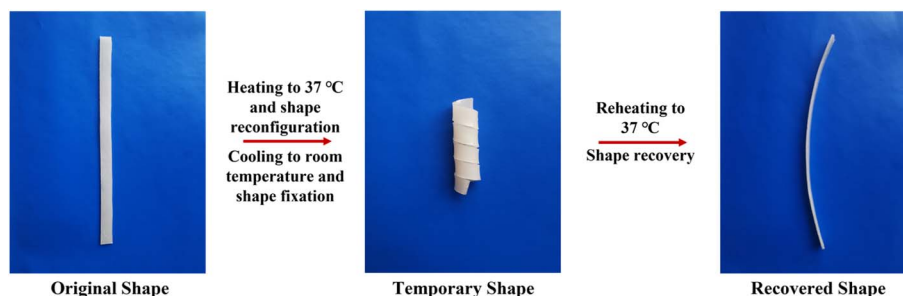 Heating to 37 ℃
and shape
reconfiguration
Cooling to room
temperature and
shape fixation
Reheating to
37 ℃
Shape recovery
Original Shape
Temporary Shape
Recovered Shape